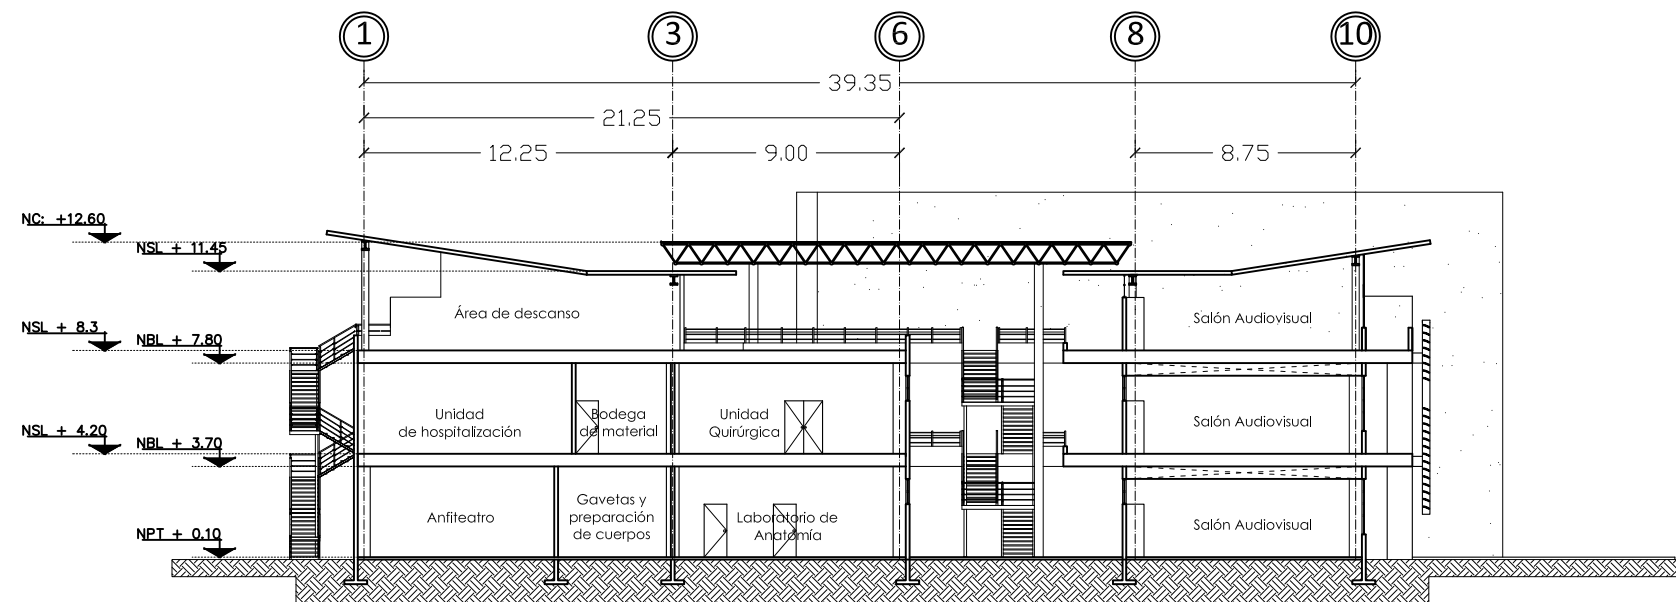 1 3 6 8 10
39.35
21.25
12.25 9.00 8.75
NC: +12.60
NSL + 11.45
NSL + 8.3
NBL + 7.80
NSL + 4.20
NBL + 3.70
NPT + 0.10
Área de descanso
Salón Audiovisual
Unidad
de hospitalización
Bodega
de material
Unidad
Quirúrgica
Salón Audiovisual
Anfiteatro
Gavetas y
preparación
de cuerpos
Laboratorio de
Anatomía
Salón Audiovisual